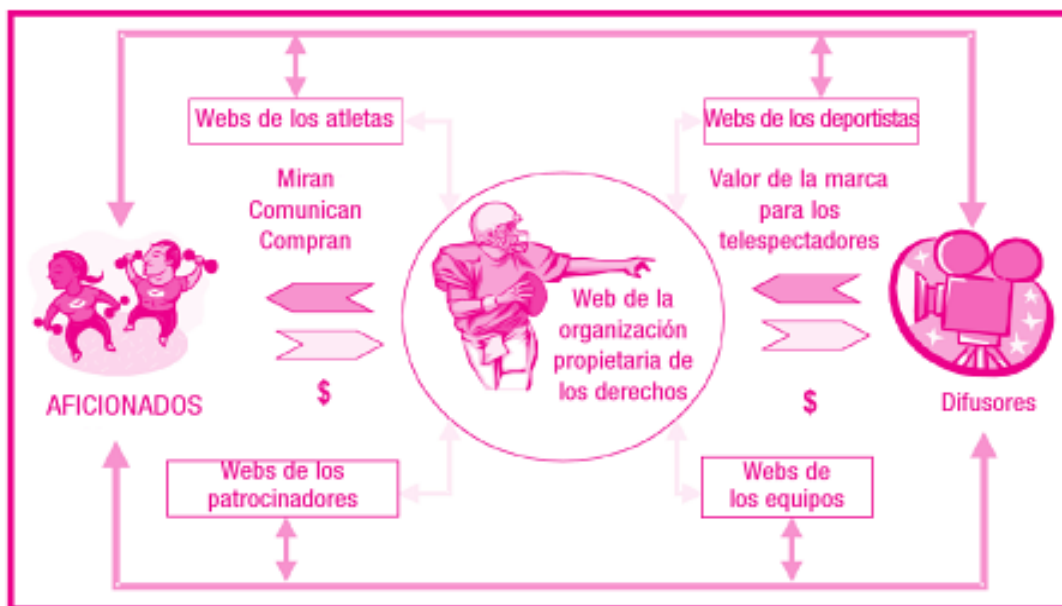 Webs de los atletas
Webs de los deportistas
Miran
Comunican
Compran
Valor de la marca
para los
telespectadores
Web de la
organización
propietaria de
los derechos
$
$
AFICIONADOS
Difusores
Webs de los
patrocinadores
Webs de
los equipos